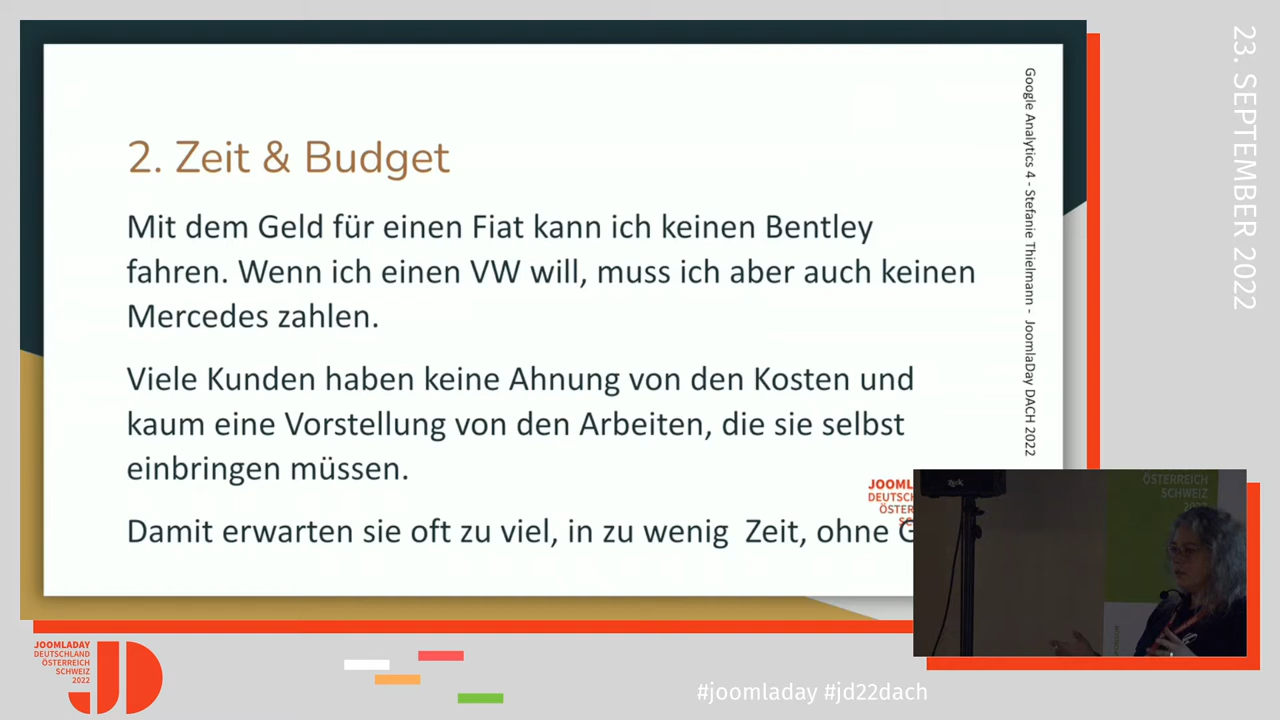 2. Zeit & Budget
Mit dem Geld für einen Fiat kann ich keinen Bentley
fahren. Wenn ich einen VW will, muss ich aber auch keinen
Mercedes zahlen.
Viele Kunden haben keine Ahnung von den Kosten und
kaum eine Vorstellung von den Arbeiten, die sie selbst
einbringen müssen.
Damit erwarten sie oft zu viel, in zu wenig  Zeit, ohne
Google Analytics 4 - Stefanie Thielmann - JoomlaDay DACH 2022
23. SEPTEMBER 2022
ÖSTERREICH
SCHWEIZ
2022
JOOMLADAY
DEUTSCHLAND
ÖSTERREICH
SCHWEIZ
2022
JD
#joomladay #jd22dach